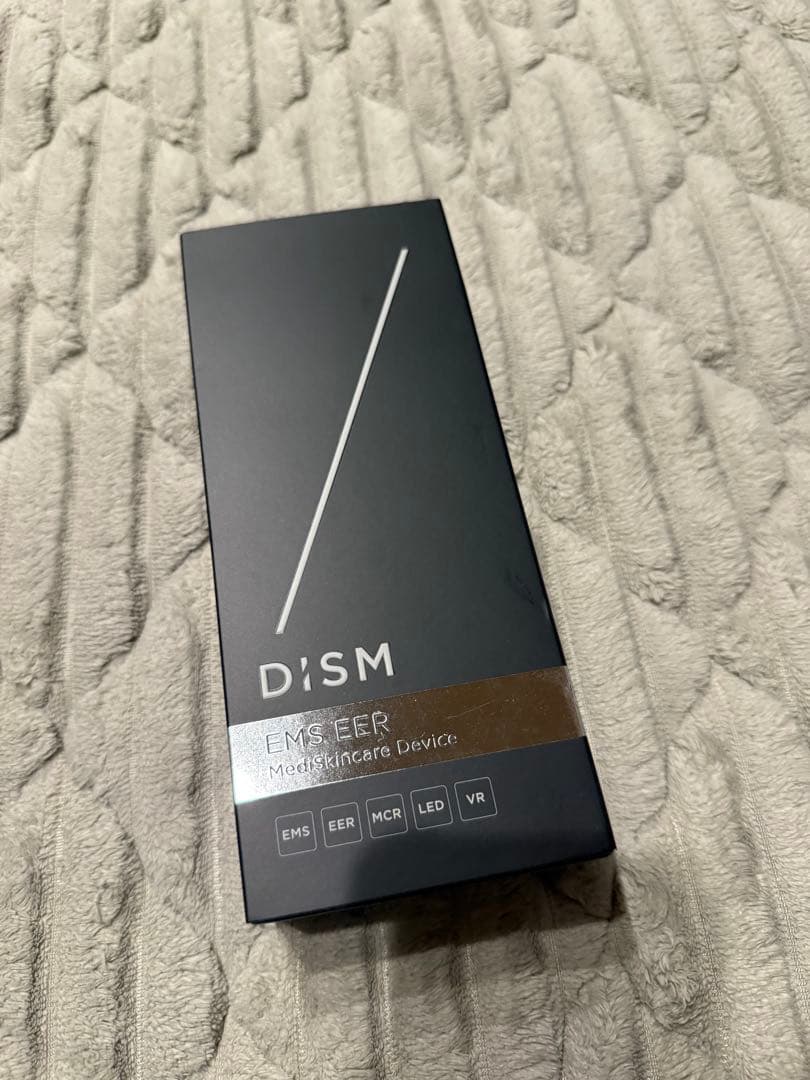 DISM
EMS EER
MediSkincare Device
EMS EER MCR LED VR